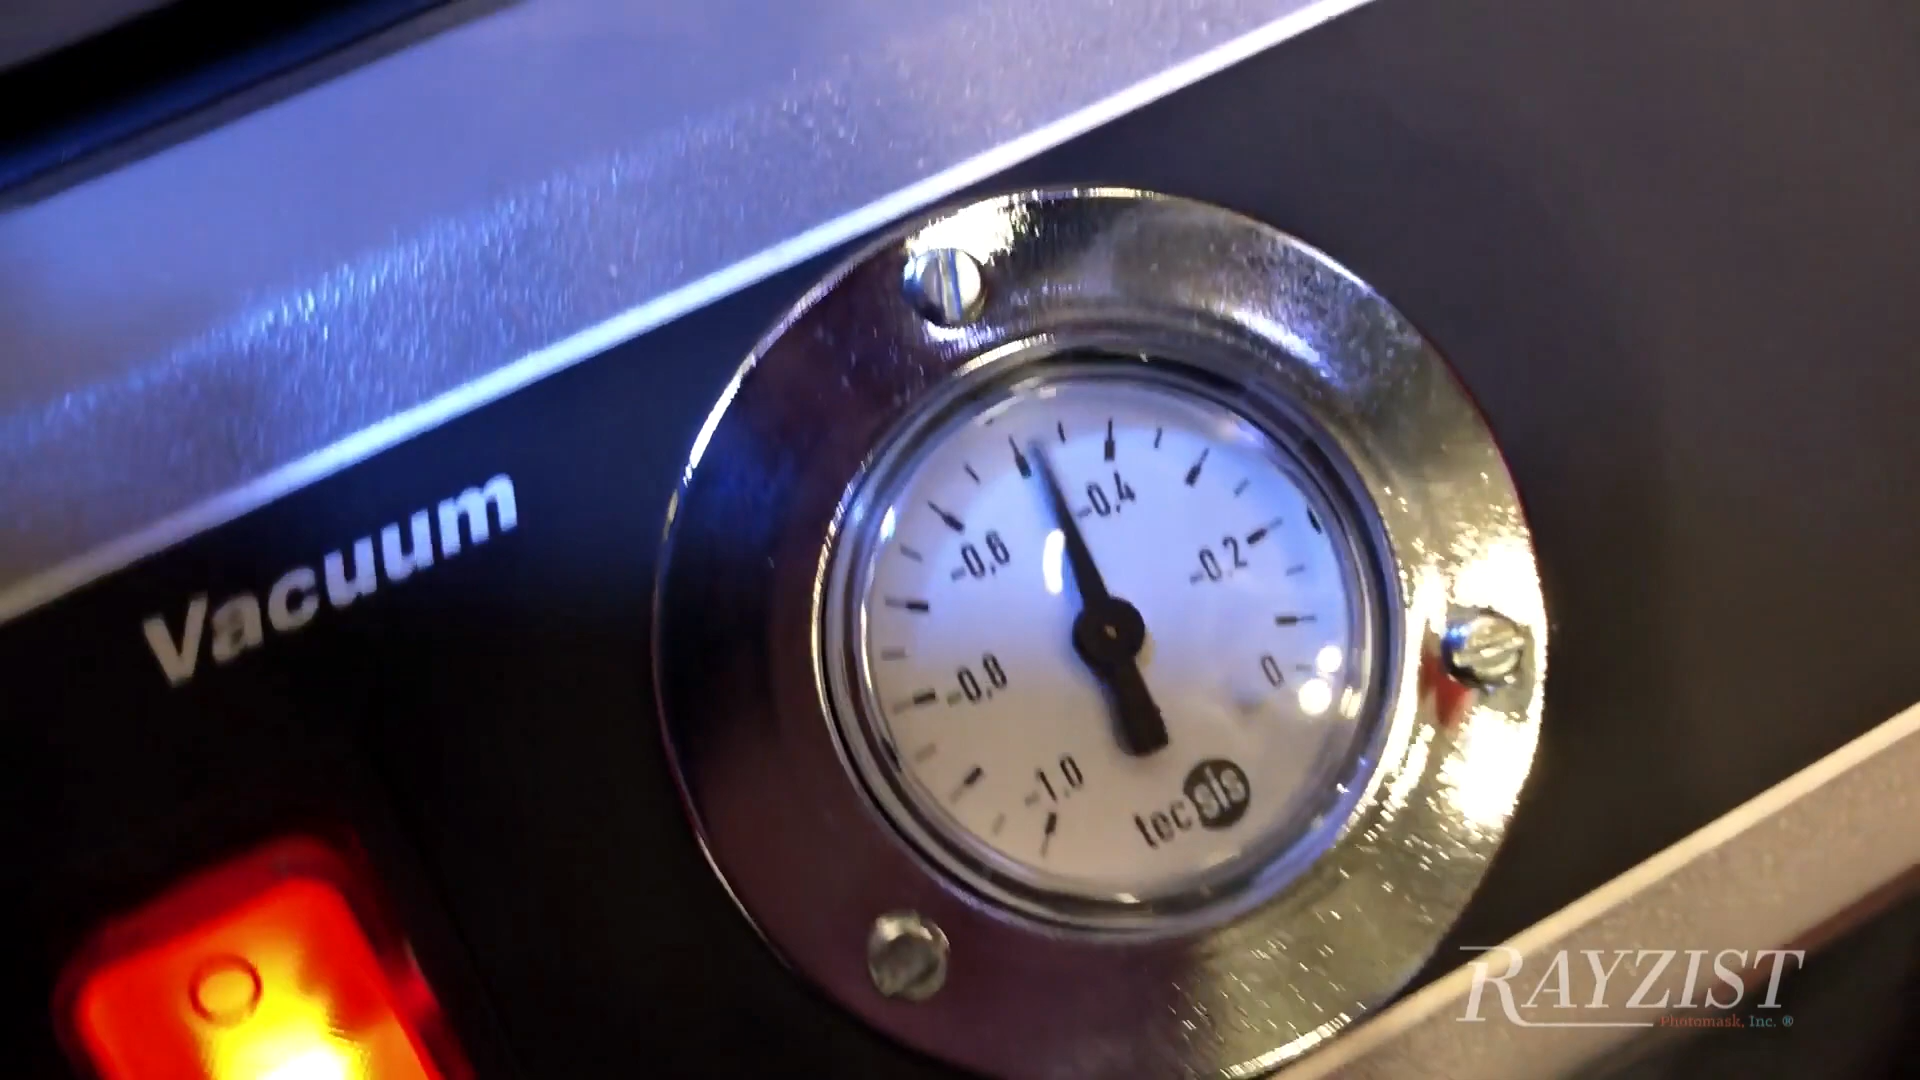 Vacuum
-0,4
-0,6
-0,2
-0,8
0
-1,0
tecsis
RAYZIST
Photomask, Inc. ®